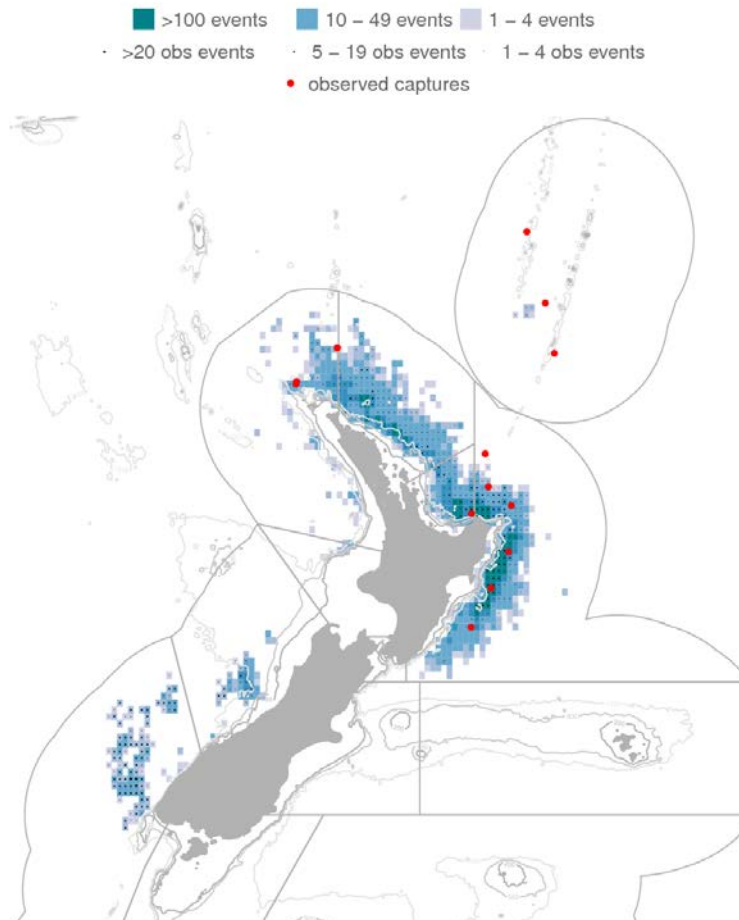 >100 events 10 – 49 events 1 – 4 events
>20 obs events 5 – 19 obs events 1 – 4 obs events
observed captures